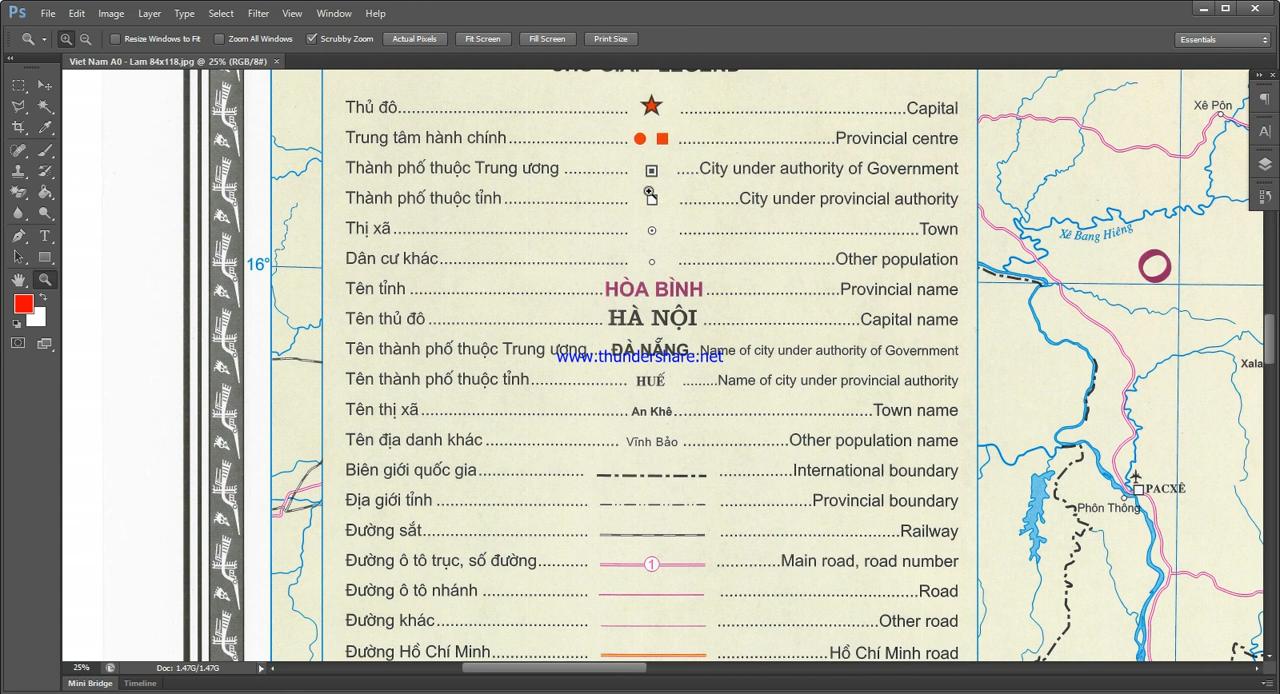 Ps File Edit Image Layer Type Select Filter View Window Help
Resize Windows to Fit Zoom All Windows Scrubby Zoom Actual Pixels Fit Screen Fill Screen Print Size Essentials
Viet Nam A0 - Lam 84x118.jpg @ 25% (RGB/8#) ×
Thủ đô Capital
Trung tâm hành chính Provincial centre
Thành phố thuộc Trung ương City under authority of Government
Thành phố thuộc tỉnh City under provincial authority
Thị xã Town
Dân cư khác Other population
Tên tỉnh HÒA BÌNH Provincial name
Tên thủ đô HÀ NỘI Capital name
Tên thành phố thuộc Trung ương ĐÀ NẴNG Name of city under authority of Government
www.thundershare.net
Tên thành phố thuộc tỉnh HUẾ Name of city under provincial authority
Tên thị xã An Khê Town name
Tên địa danh khác Vĩnh Bảo Other population name
Biên giới quốc gia International boundary
Địa giới tỉnh Provincial boundary
Đường sắt Railway
Đường ô tô trục, số đường 1 Main road, road number
Đường ô tô nhánh Road
Đường khác Other road
Đường Hồ Chí Minh Hồ Chí Minh road
16°
Xê Pôn
Xê Bang Hiêng
Xala
PACXÊ
Phôn Thông
25% Doc: 1.47G/1.47G
Mini Bridge Timeline